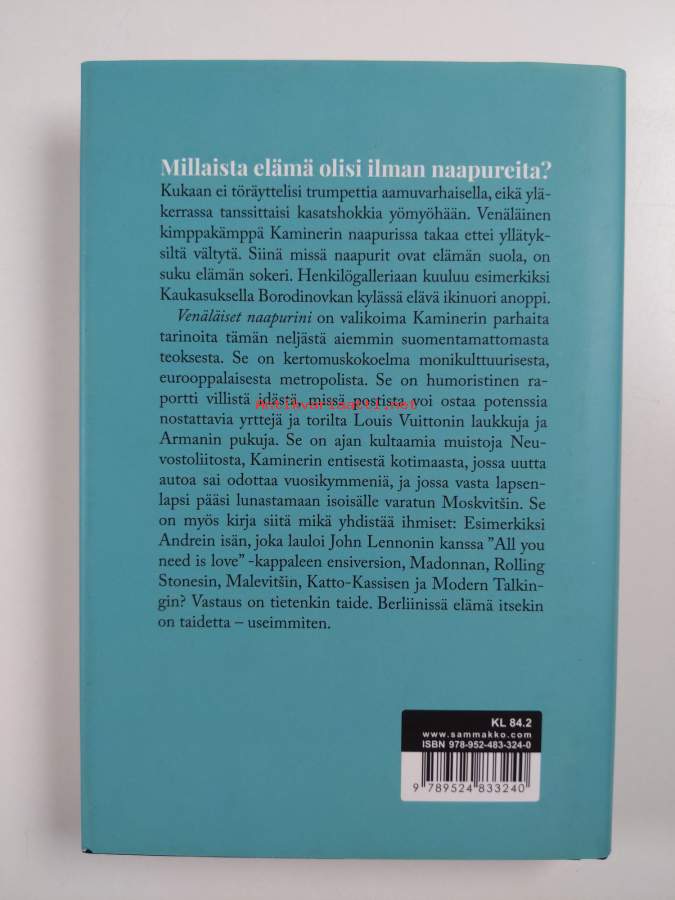 Millaista elämä olisi ilman naapureita?
Kukaan ei töräyttelisi trumpettia aamuvarhaisella, eikä ylä-
kerrassa tanssittaisi kasatshokkia yömyöhään. Venäläinen
kimppakämppä Kaminerin naapurissa takaa ettei yllätyk-
siltä vältytä. Siinä missä naapurit ovat elämän suola, on
suku elämän sokeri. Henkilögalleriaan kuuluu esimerkiksi
Kaukasuksella Borodinovkan kylässä elävä ikinuori anoppi.
Venäläiset naapurini on valikoima Kaminerin parhaita
tarinoita tämän neljästä aiemmin suomentamattomasta
teoksesta. Se on kertomuskokoelma monikulttuurisesta,
eurooppalaisesta metropolista. Se on humoristinen ra-
portti villistä idästä, missä postista voi ostaa potenssia
nostattavia yrttejä ja torilta Louis Vuittonin laukkuja ja
Armanin pukuja. Se on ajan kultaamia muistoja Neu-
vostoliitosta, Kaminerin entisestä kotimaasta, jossa uutta
autoa sai odottaa vuosikymmeniä, ja jossa vasta lapsen-
lapsi pääsi lunastamaan isoisälle varatun Moskvitšin. Se
on myös kirja siitä mikä yhdistää ihmiset: Esimerkiksi
Andrein isän, joka lauloi John Lennonin kanssa ”All you
need is love” -kappaleen ensiversion, Madonnan, Rolling
Stonesin, Malevitšin, Katto-Kassisen ja Modern Talkin-
gin? Vastaus on tietenkin taide. Berliinissä elämä itsekin
on taidetta – useimmiten.
Antikvariaatti.net
KL 84.2
www.sammakko.com
ISBN 978-952-483-324-0
9 789524 833240